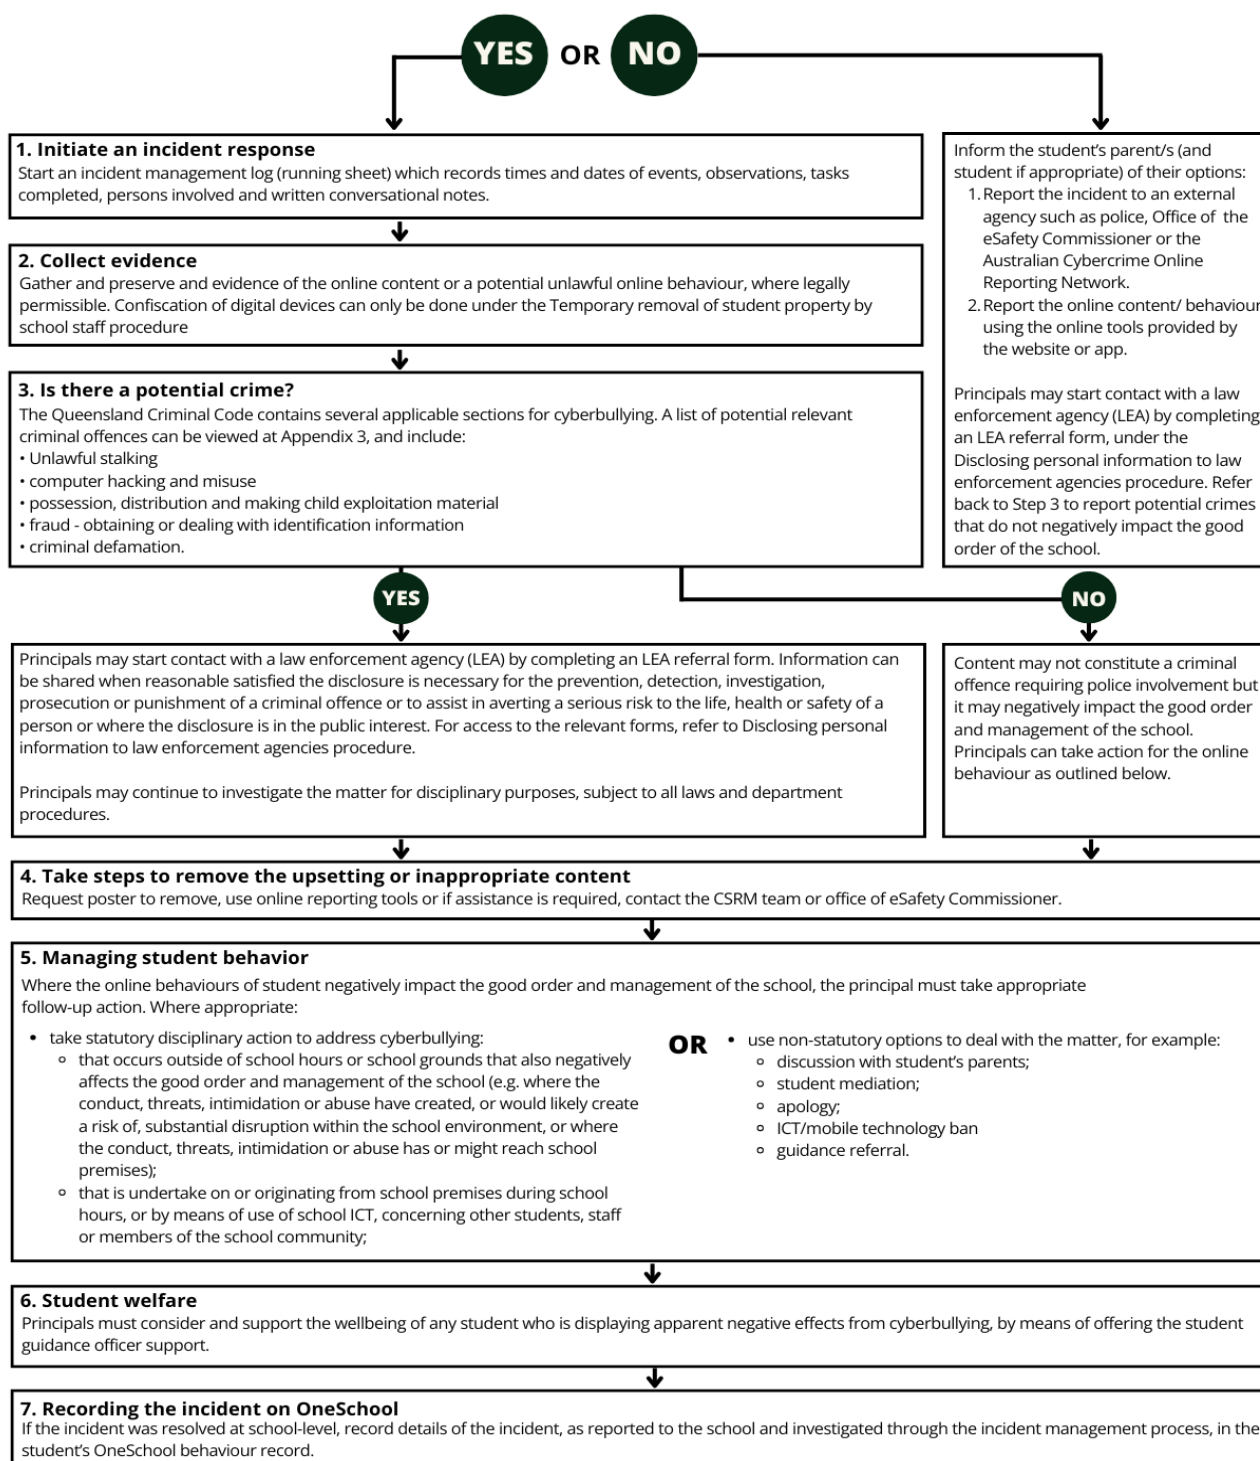 YES OR NO
1. Initiate an incident response
Start an incident management log (running sheet) which records times and dates of events, observations, tasks
completed, persons involved and written conversational notes.
2. Collect evidence
Gather and preserve and evidence of the online content or a potential unlawful online behaviour, where legally
permissible. Confiscation of digital devices can only be done under the Temporary removal of student property by
school staff procedure
3. Is there a potential crime?
The Queensland Criminal Code contains several applicable sections for cyberbullying. A list of potential relevant
criminal offences can be viewed at Appendix 3, and include:
• Unlawful stalking
• computer hacking and misuse
• possession, distribution and making child exploitation material
• fraud - obtaining or dealing with identification information
• criminal defamation.
Inform the student's parent/s (and
student if appropriate) of their options:
1. Report the incident to an external
agency such as police, Office of the
eSafety Commissioner or the
Australian Cybercrime Online
Reporting Network.
2. Report the online content/ behaviour
using the online tools provided by
the website or app.
Principals may start contact with a law
enforcement agency (LEA) by completing
an LEA referral form, under the
Disclosing personal information to law
enforcement agencies procedure. Refer
back to Step 3 to report potential crimes
that do not negatively impact the good
order of the school.
YES
NO
Principals may start contact with a law enforcement agency (LEA) by completing an LEA referral form. Information can
be shared when reasonable satisfied the disclosure is necessary for the prevention, detection, investigation,
prosecution or punishment of a criminal offence or to assist in averting a serious risk to the life, health or safety of a
person or where the disclosure is in the public interest. For access to the relevant forms, refer to Disclosing personal
information to law enforcement agencies procedure.
Principals may continue to investigate the matter for disciplinary purposes, subject to all laws and department
procedures.
Content may not constitute a criminal
offence requiring police involvement but
it may negatively impact the good order
and management of the school.
Principals can take action for the online
behaviour as outlined below.
4. Take steps to remove the upsetting or inappropriate content
Request poster to remove, use online reporting tools or if assistance is required, contact the CSRM team or office of eSafety Commissioner.
5. Managing student behavior
Where the online behaviours of student negatively impact the good order and management of the school, the principal must take appropriate
follow-up action. Where appropriate:
• take statutory disciplinary action to address cyberbullying:
◦ that occurs outside of school hours or school grounds that also negatively
affects the good order and management of the school (e.g. where the
conduct, threats, intimidation or abuse have created, or would likely create
a risk of, substantial disruption within the school environment, or where
the conduct, threats, intimidation or abuse has or might reach school
premises);
◦ that is undertake on or originating from school premises during school
hours, or by means of use of school ICT, concerning other students, staff
or members of the school community;
OR
• use non-statutory options to deal with the matter, for example:
◦ discussion with student's parents;
◦ student mediation;
◦ apology;
◦ ICT/mobile technology ban
◦ guidance referral.
6. Student welfare
Principals must consider and support the wellbeing of any student who is displaying apparent negative effects from cyberbullying, by means of offering the student
guidance officer support.
7. Recording the incident on OneSchool
If the incident was resolved at school-level, record details of the incident, as reported to the school and investigated through the incident management process, in the
student's OneSchool behaviour record.